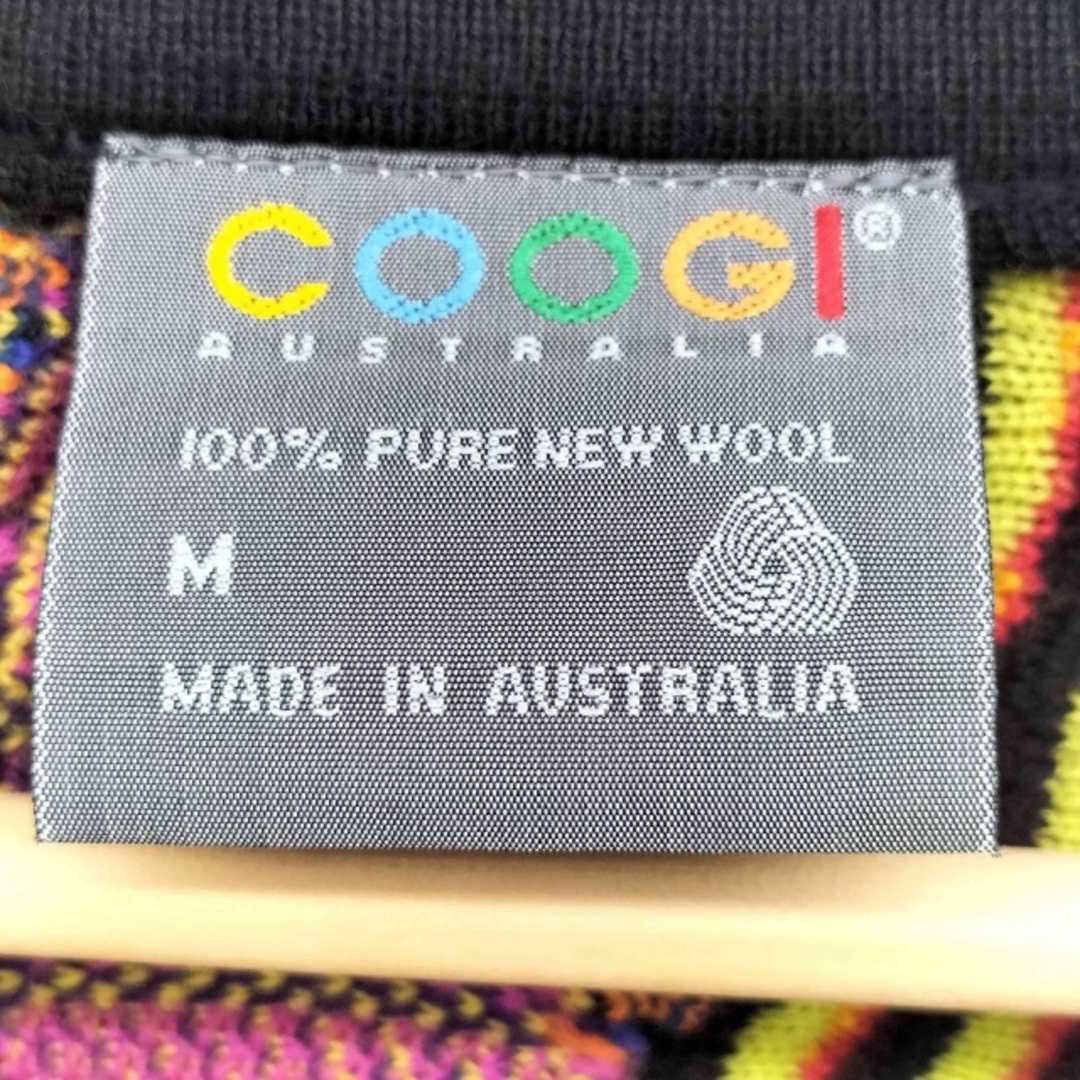 COOGI®
AUSTRALIA
100% PURE NEW WOOL
M
MADE IN AUSTRALIA